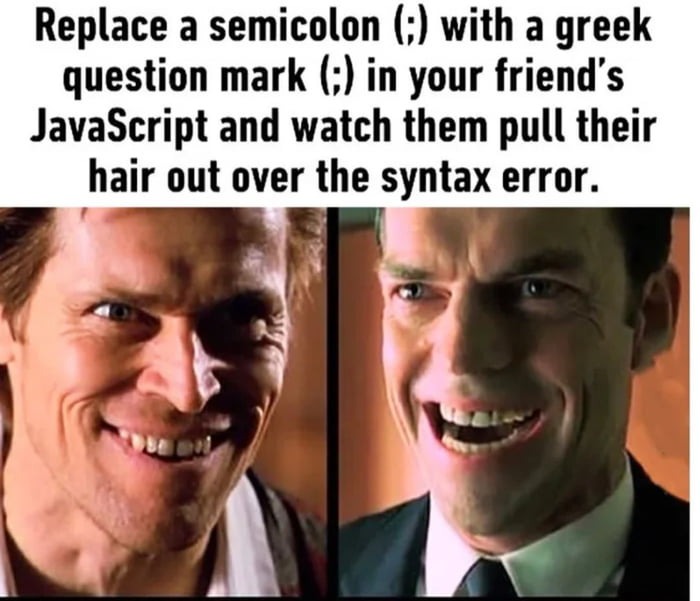 Replace a semicolon (;) with a greek
question mark (;) in your friend's
JavaScript and watch them pull their
hair out over the syntax error.